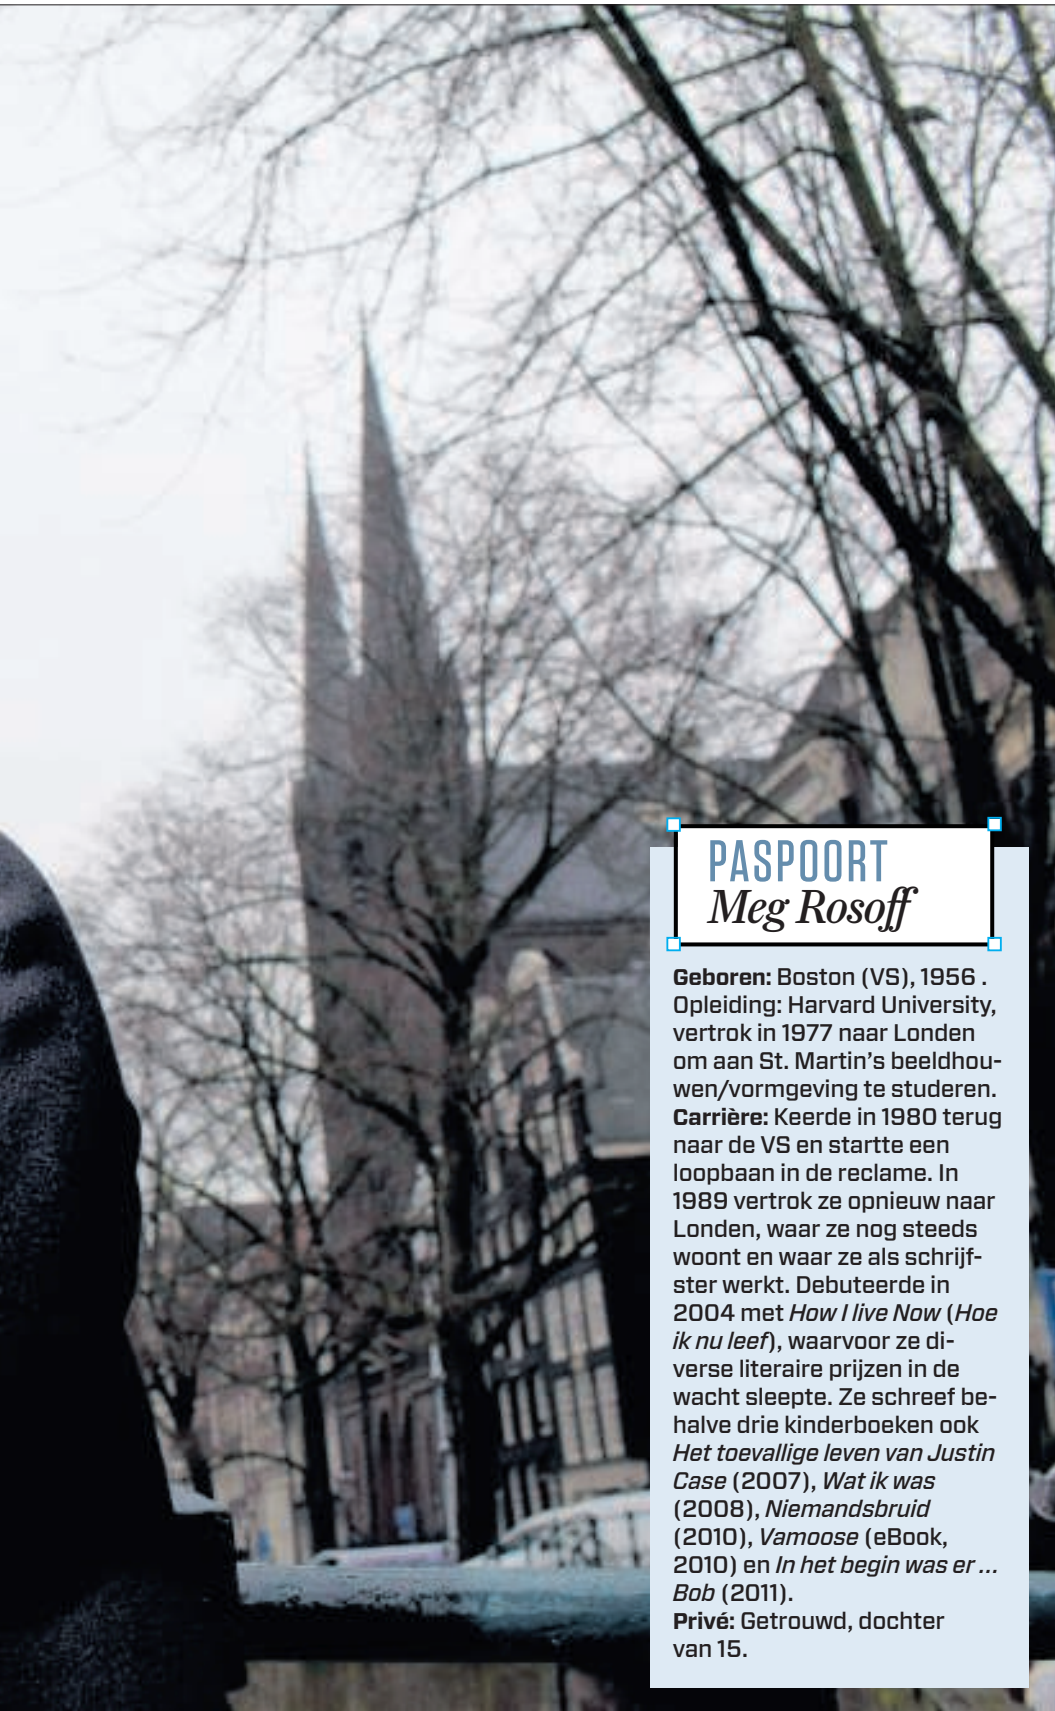 PASPOORT
Meg Rosoff
Geboren: Boston (VS), 1956 .
Opleiding: Harvard University,
vertrok in 1977 naar Londen
om aan St. Martin’s beeldhou-
wen/vormgeving te studeren.
Carrière: Keerde in 1980 terug
naar de VS en startte een
loopbaan in de reclame. In
1989 vertrok ze opnieuw naar
Londen, waar ze nog steeds
woont en waar ze als schrijf-
ster werkt. Debuteerde in
2004 met How I live Now (Hoe
ik nu leef), waarvoor ze di-
verse literaire prijzen in de
wacht sleepte. Ze schreef be-
halve drie kinderboeken ook
Het toevallige leven van Justin
Case (2007), Wat ik was
(2008), Niemandsbruid
(2010), Vamoose (eBook,
2010) en In het begin was er ...
Bob (2011).
Privé: Getrouwd, dochter
van 15.